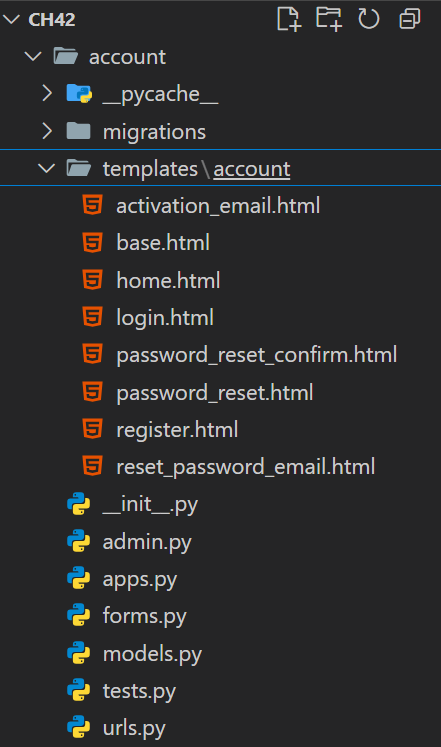 CH42
account
__pycache__
migrations
templates\account
activation_email.html
base.html
home.html
login.html
password_reset_confirm.html
password_reset.html
register.html
reset_password_email.html
__init__.py
admin.py
apps.py
forms.py
models.py
tests.py
urls.py